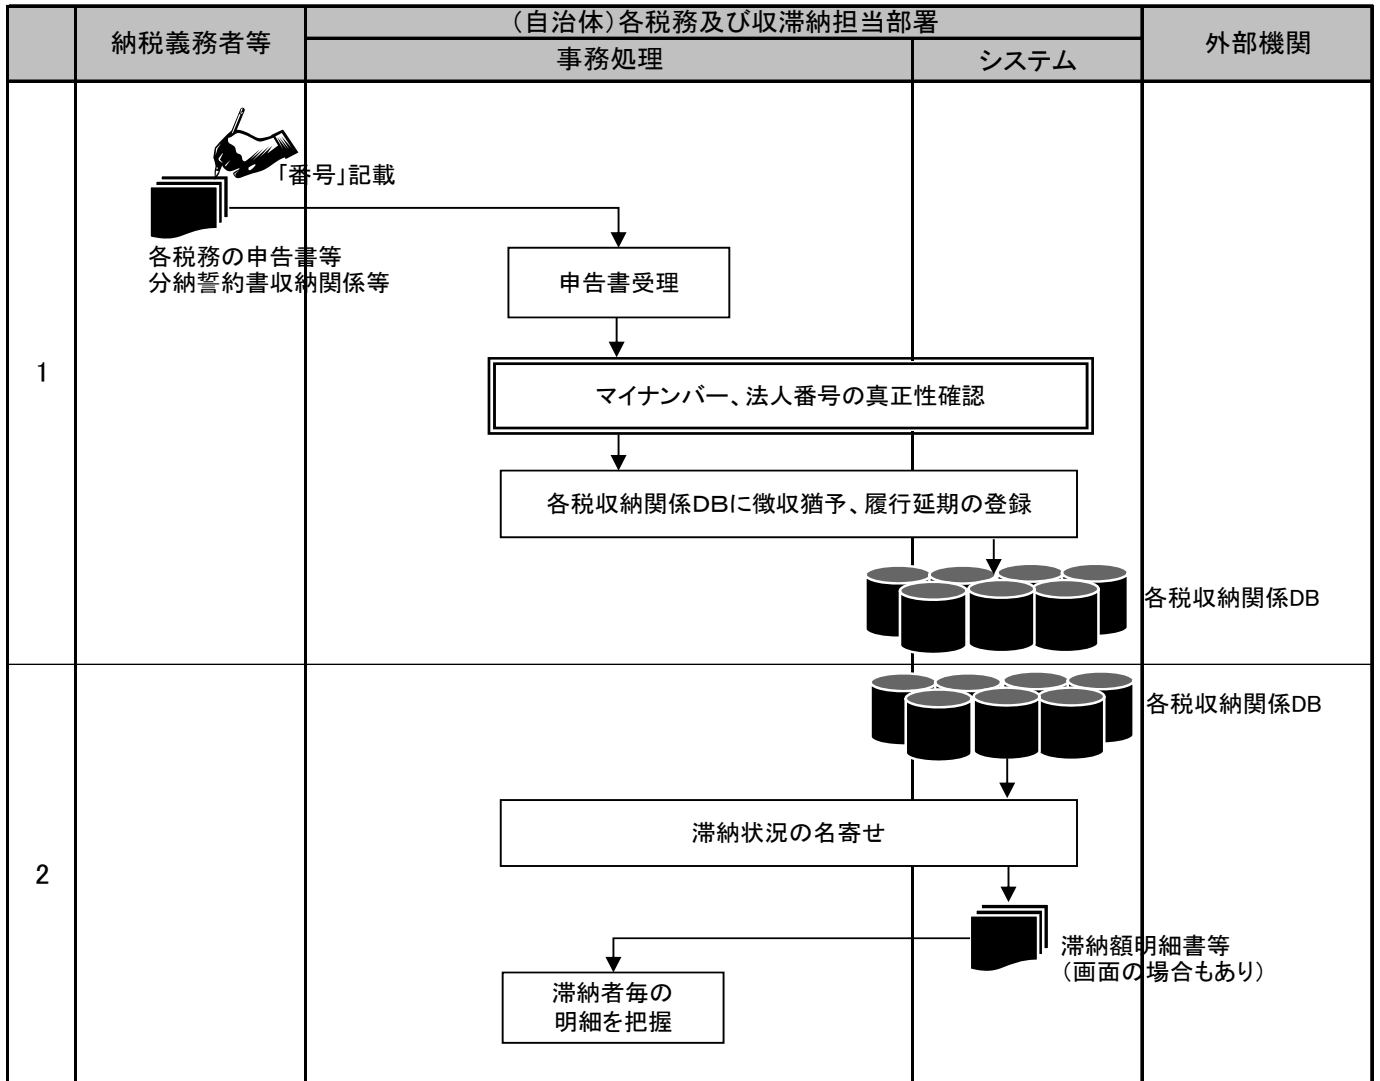 納税義務者等
（自治体）各税務及び収滞納担当部署
事務処理
システム
外部機関
1
「番号」記載
各税務の申告書等
分納誓約書収納関係等
申告書受理
マイナンバー、法人番号の真正性確認
各税収納関係DBに徴収猶予、履行延期の登録
各税収納関係DB
2
各税収納関係DB
滞納状況の名寄せ
滞納額明細書等
（画面の場合もあり）
滞納者毎の
明細を把握